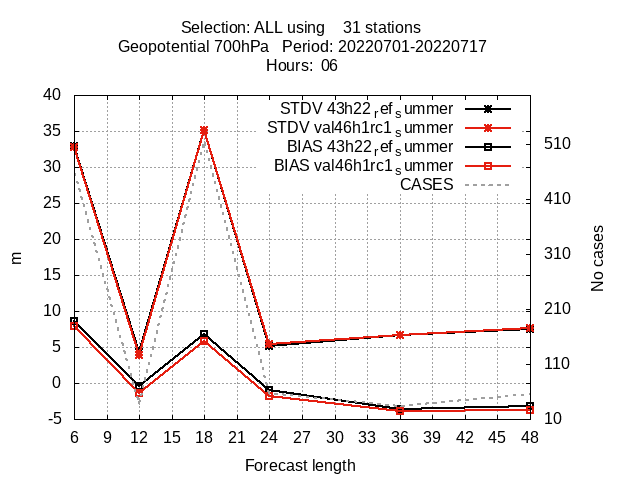 Selection: ALL using    31 stations
Geopotential 700hPa   Period: 20220701-20220717
Hours:  06
STDV 43h22_ref_summer
STDV val46h1rc1_summer
BIAS 43h22_ref_summer
BIAS val46h1rc1_summer
CASES
40
35
30
25
20
15
10
5
0
-5
m
510
410
310
210
110
10
No cases
6 9 12 15 18 21 24 27 30 33 36 39 42 45 48
Forecast length